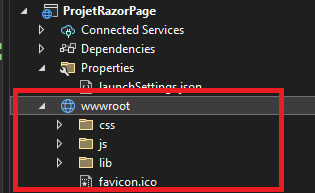 ProjetRazorPage
Connected Services
Dependencies
Properties
launchSettings.json
wwwroot
css
js
lib
favicon.ico